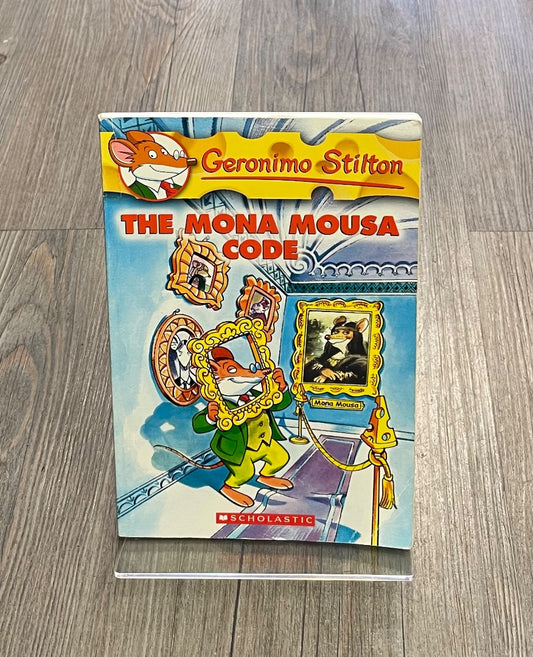 Geronimo Stilton
THE MONA MOUSA
CODE
Mona Mousa
SCHOLASTIC